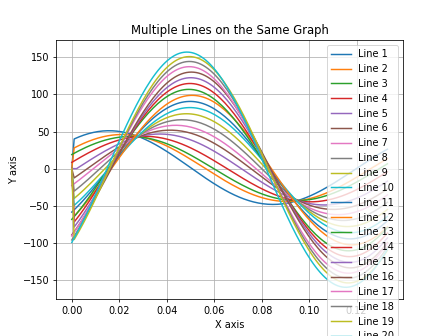 Multiple Lines on the Same Graph
Y axis
150
100
50
0
−50
−100
−150
0.00
0.02
0.04
0.06
0.08
0.10
X axis
Line 1
Line 2
Line 3
Line 4
Line 5
Line 6
Line 7
Line 8
Line 9
Line 10
Line 11
Line 12
Line 13
Line 14
Line 15
Line 16
Line 17
Line 18
Line 19
Line 20